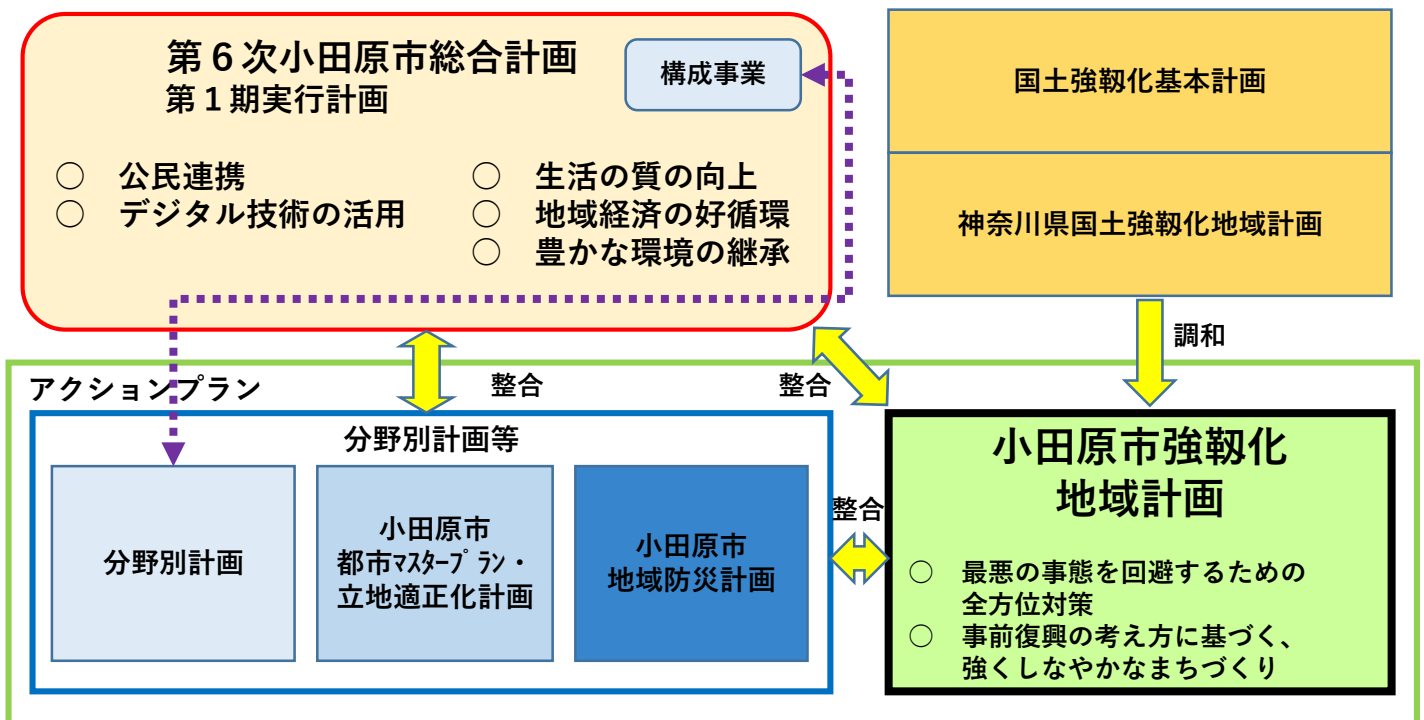 第６次小田原市総合計画
第１期実行計画
構成事業
○ 公民連携
○ デジタル技術の活用
○ 生活の質の向上
○ 地域経済の好循環
○ 豊かな環境の継承
国土強靱化基本計画
神奈川県国土強靱化地域計画
調和
整合
整合
アクションプラン
分野別計画等
分野別計画
小田原市
都市ﾏｽﾀｰﾌﾟﾗﾝ・
立地適正化計画
小田原市
地域防災計画
整合
小田原市強靱化
地域計画
○ 最悪の事態を回避するための
全方位対策
○ 事前復興の考え方に基づく、
強くしなやかなまちづくり